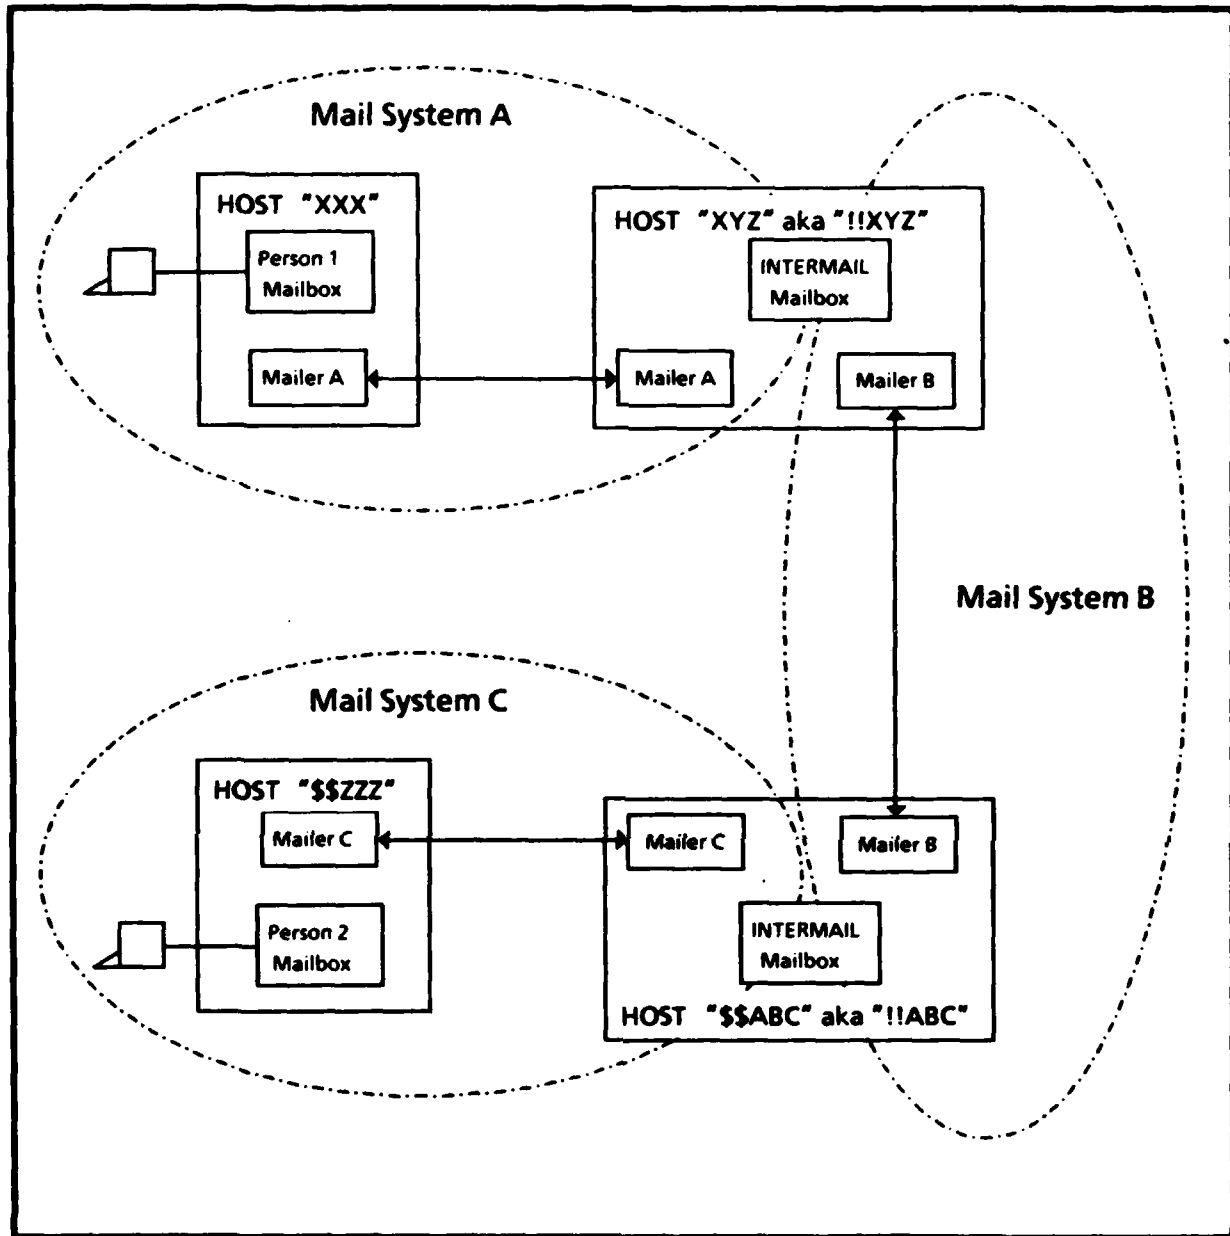 Mail System A
HOST "XXX"
Person 1
Mailbox
Mailer A
HOST "XYZ" aka "!!XYZ"
INTERMAIL
Mailbox
Mailer A
Mailer B
Mail System B
Mail System C
HOST "$$ZZZ"
Mailer C
Person 2
Mailbox
Mailer C
Mailer B
INTERMAIL
Mailbox
HOST "$$ABC" aka "!!ABC"